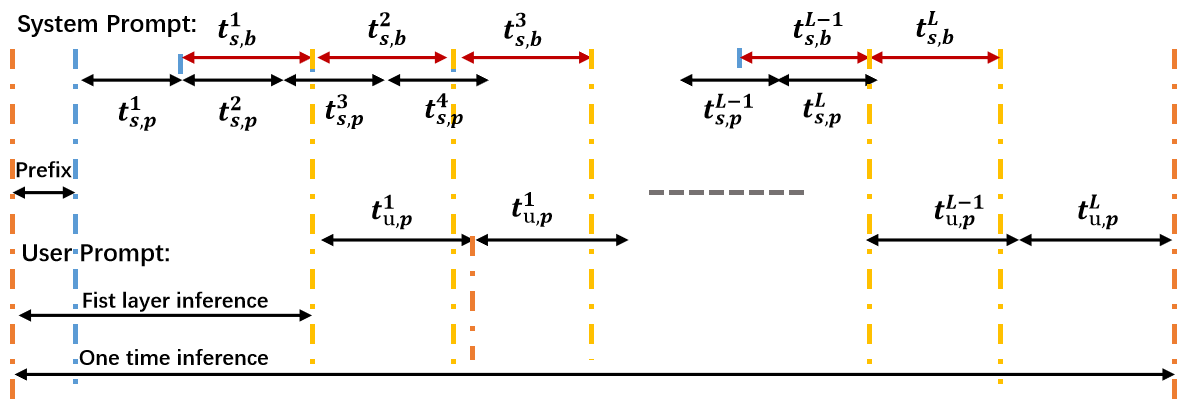 System Prompt:
t^1_{s,b} t^2_{s,b} t^3_{s,b} t^{L-1}_{s,b} t^L_{s,b}
t^1_{s,p} t^2_{s,p} t^3_{s,p} t^4_{s,p} t^{L-1}_{s,p} t^L_{s,p}
Prefix
t^1_{u,p} t^1_{u,p} t^{L-1}_{u,p} t^L_{u,p}
User Prompt:
Fist layer inference
One time inference